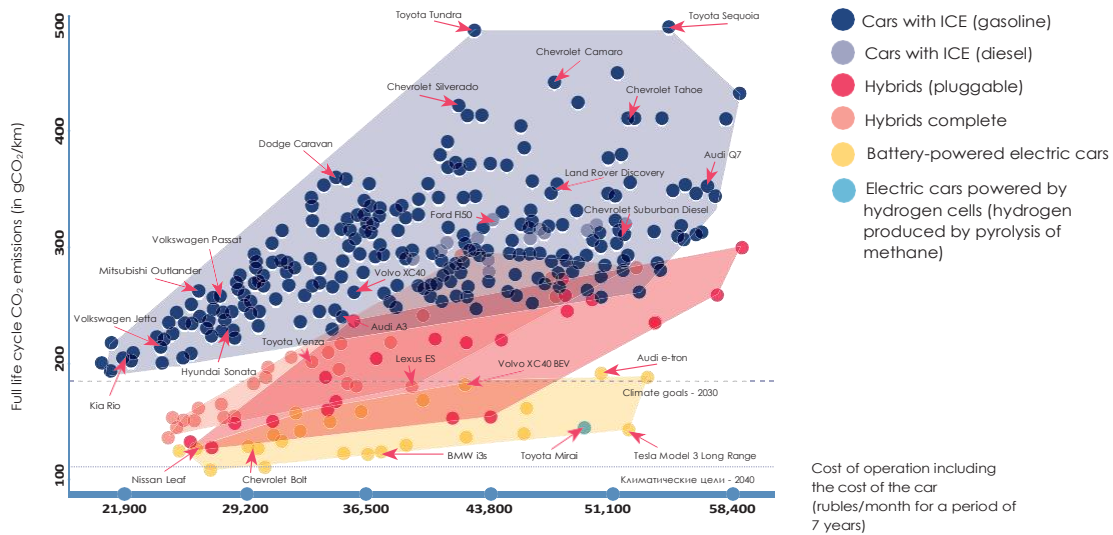 500
400
300
200
100
Full life cycle CO₂ emissions (in gCO₂/km)
Toyota Tundra
Toyota Sequoia
Chevrolet Camaro
Chevrolet Silverado
Chevrolet Tahoe
Dodge Caravan
Audi Q7
Land Rover Discovery
Ford FI50
Chevrolet Suburban Diesel
Volkswagen Passat
Mitsubishi Outlander
Volvo XC40
Volkswagen Jetta
Audi A3
Toyota Venza
Hyundai Sonata
Lexus ES
Volvo XC40 BEV
Audi e-tron
Kia Rio
Climate goals - 2030
Nissan Leaf
Chevrolet Bolt
BMW i3s
Toyota Mirai
Tesla Model 3 Long Range
Климатические цели - 2040
21,900
29,200
36,500
43,800
51,100
58,400
Cars with ICE (gasoline)
Cars with ICE (diesel)
Hybrids (pluggable)
Hybrids complete
Battery-powered electric cars
Electric cars powered by
hydrogen cells (hydrogen
produced by pyrolysis of
methane)
Cost of operation including
the cost of the car
(rubles/month for a period of
7 years)